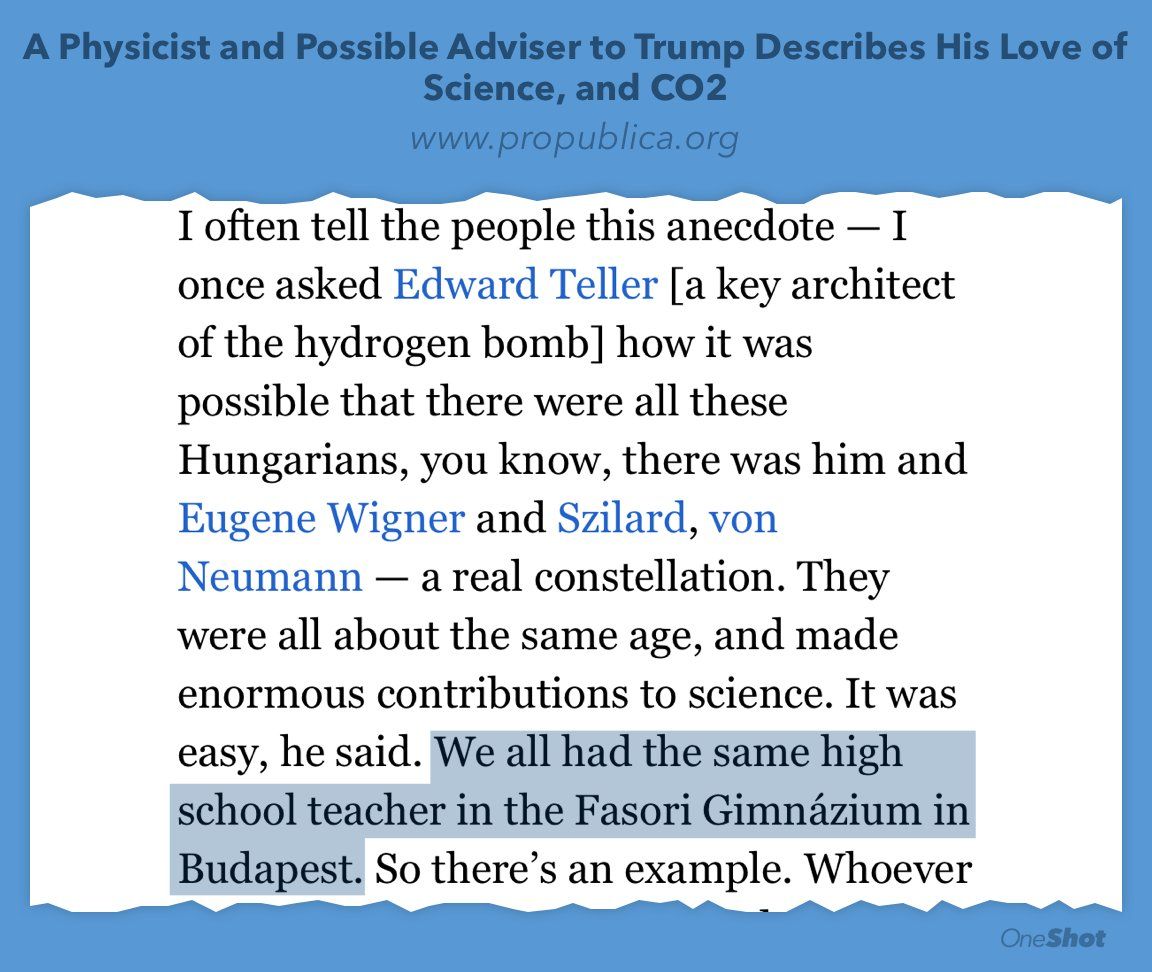 A Physicist and Possible Adviser to Trump Describes His Love of
Science, and CO2
www.propublica.org
I often tell the people this anecdote — I
once asked Edward Teller [a key architect
of the hydrogen bomb] how it was
possible that there were all these
Hungarians, you know, there was him and
Eugene Wigner and Szilard, von
Neumann — a real constellation. They
were all about the same age, and made
enormous contributions to science. It was
easy, he said. We all had the same high
school teacher in the Fasori Gimnázium in
Budapest. So there’s an example. Whoever
OneShot